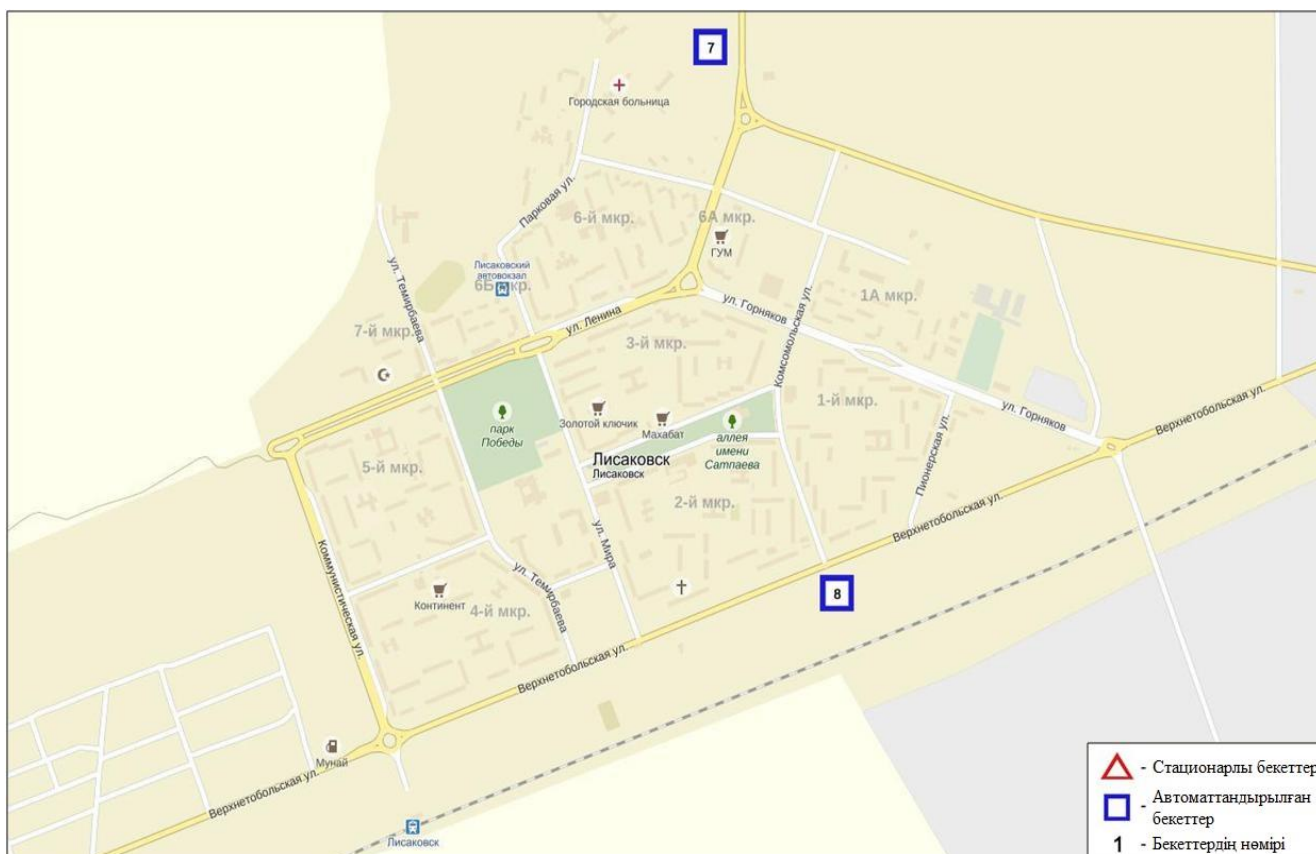 7
Городская больница
Парковая ул.
6-й мкр.
6А мкр.
ГУМ
ул. Темирбаева
Лисаковский
автовокзал
6Б мкр.
1А мкр.
ул. Горняков
Комсомольская ул.
ул. Ленина
7-й мкр.
3-й мкр.
1-й мкр.
ул. Горняков
Верхнетобольская ул.
парк
Победы
Золотой ключик
Махабат
аллея
имени
Сатпаева
Пионерская ул.
5-й мкр.
Лисаковск
Лисаковск
2-й мкр.
Верхнетобольская ул.
ул. Мира
Коммунистическая ул.
ул. Темирбаева
Континент
4-й мкр.
8
Верхнетобольская ул.
Мунай
Верхнетобольская ул.
Лисаковск
- Стационарлы бекеттер
- Автоматтандырылған
бекеттер
1 - Бекеттердің нөмірі